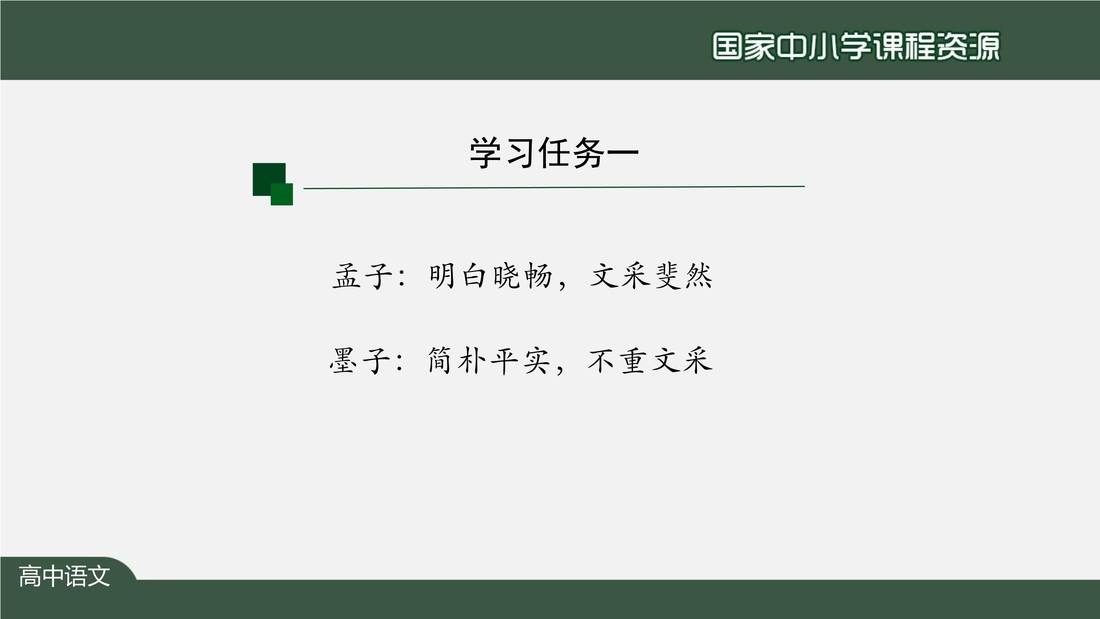 国家中小学课程资源
学习任务一
孟子：明白晓畅，文采斐然
墨子：简朴平实，不重文采
高中语文